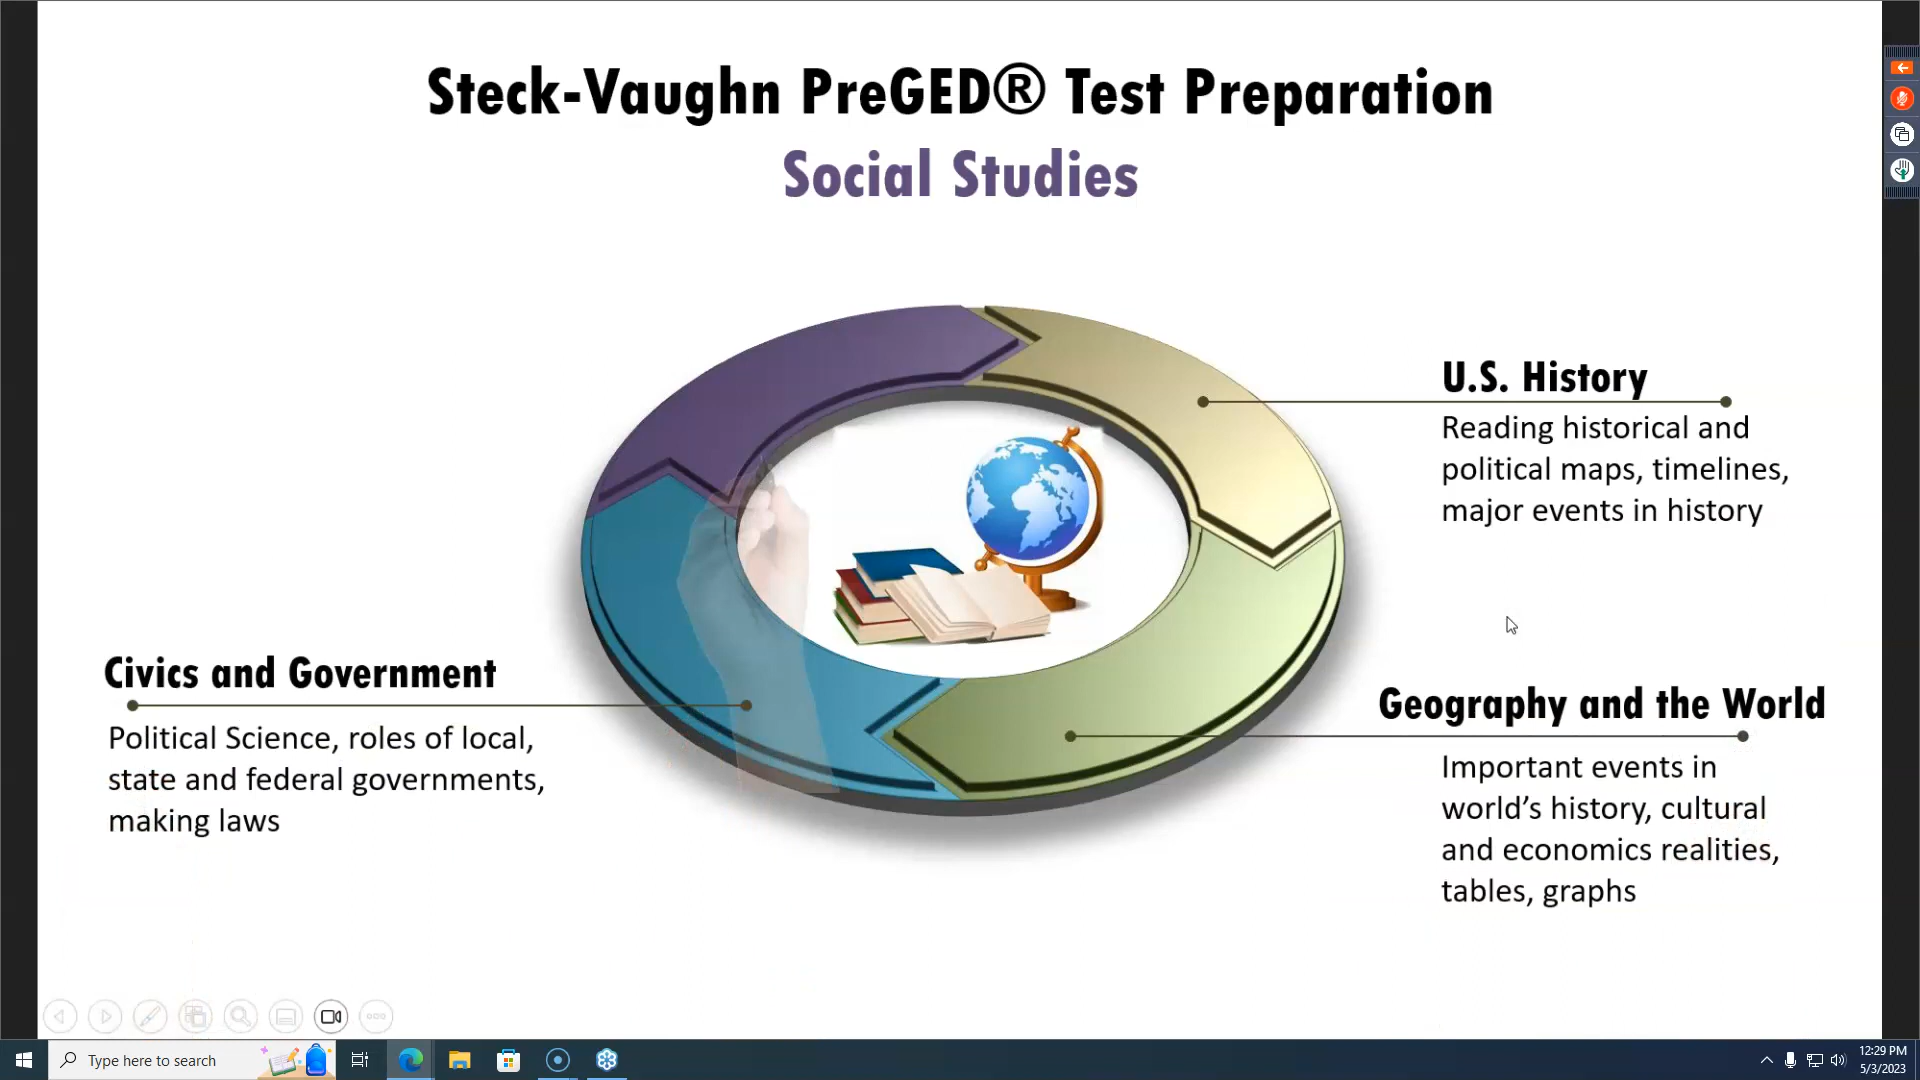 Steck-Vaughn PreGED® Test Preparation
Social Studies
U.S. History
Reading historical and
political maps, timelines,
major events in history
Civics and Government
Political Science, roles of local,
state and federal governments,
making laws
Geography and the World
Important events in
world’s history, cultural
and economics realities,
tables, graphs
Type here to search
12:29 PM
5/3/2023